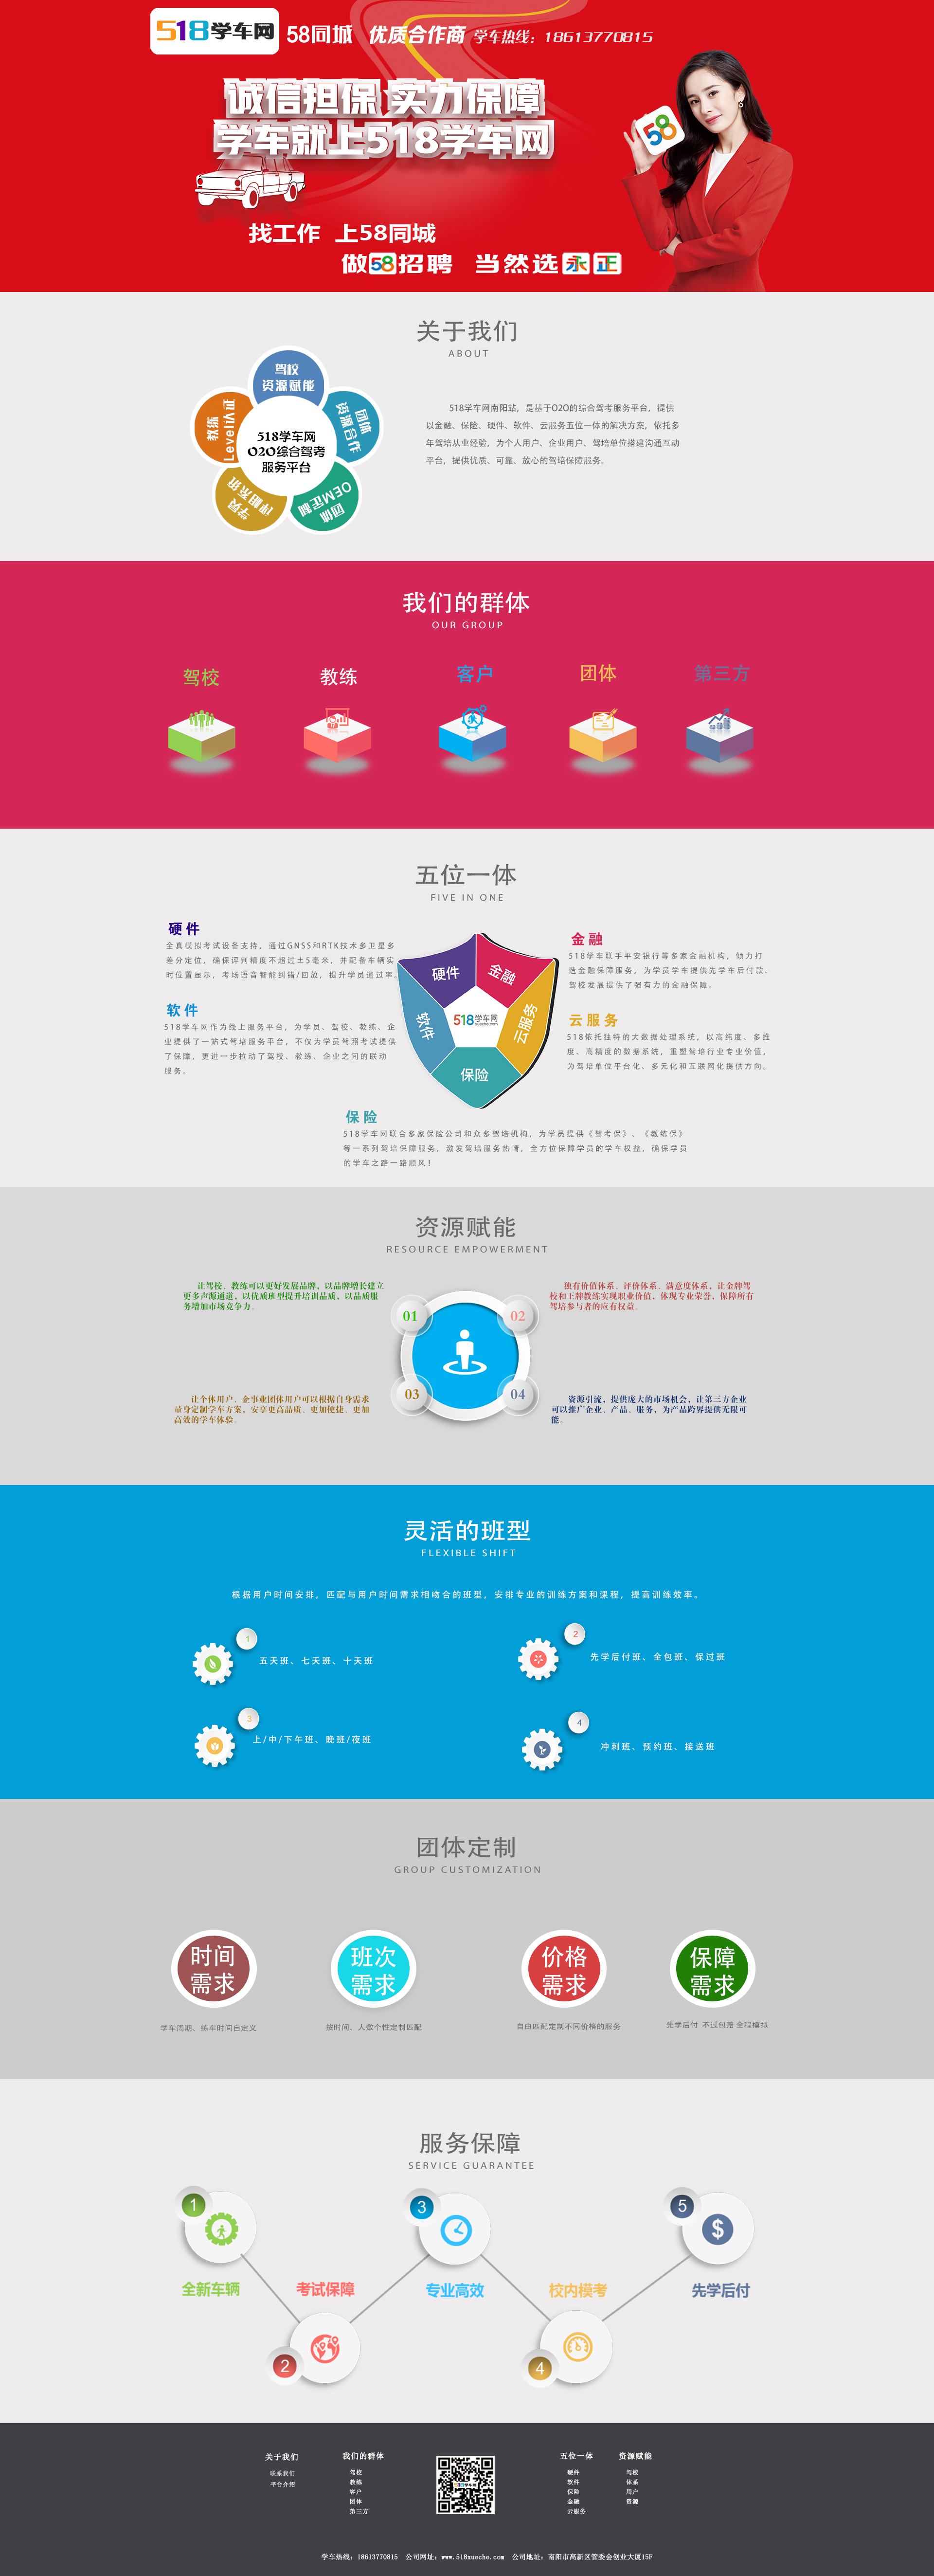 518学车网 58同城 优质合作商 学车热线：18613770815
诚信担保 实力保障
学车就上518学车网
58
找工作 上58同城
做58招聘 当然选永正
关于我们
ABOUT
驾校
资源赋能
团体
资源合作
教练
Level认证
518学车网
O2O综合驾考
服务平台
学员
押赔系统
团体
OEM定制
518学车网南阳站，是基于O2O的综合驾考服务平台，提供
以金融、保险、硬件、软件、云服务五位一体的解决方案，依托多
年驾培从业经验，为个人用户、企业用户、驾培单位搭建沟通互动
平台，提供优质、可靠、放心的驾培保障服务。
我们的群体
OUR GROUP
驾校 教练 客户 团体 第三方
五位一体
FIVE IN ONE
硬件
全真模拟考试设备支持，通过GNSS和RTK技术多卫星多
差分定位，确保评判精度不超过±5毫米，并配备车辆实
时位置显示，考场语音智能纠错/回放，提升学员通过率。
软件
518学车网作为线上服务平台，为学员、驾校、教练、企
业提供了一站式驾培服务平台，不仅为学员驾照考试提供
了保障，更进一步拉动了驾校、教练、企业之间的联动
服务。
硬件
金融
软件
518学车网
xueche.com
云服务
保险
金融
518学车联手平安银行等多家金融机构，倾力打
造金融保障服务，为学员学车提供先学车后付款、
驾校发展提供了强有力的金融保障。
云服务
518依托独特的大数据处理系统，以高纬度、多维
度、高精度的数据系统，重塑驾培行业专业价值，
为驾培单位平台化、多元化和互联网化提供方向。
保险
518学车网联合多家保险公司和众多驾培机构，为学员提供《驾考保》、《教练保》
等一系列驾培保障服务，激发驾培服务热情，全方位保障学员的学车权益，确保学员
的学车之路一路顺风！
资源赋能
RESOURCE EMPOWERMENT
让驾校、教练可以更好发展品牌，以品牌增长建立
更多声源通道，以优质班型提升培训品质，以品质服
务增加市场竞争力。
01
02
独有价值体系、评价体系、满意度体系，让金牌驾
校和王牌教练实现职业价值，体现专业荣誉，保障所有
驾培参与者的应有权益。
让个体用户、企事业团体用户可以根据自身需求
量身定制学车方案，安享更高品质、更加便捷、更加
高效的学车体验。
03
04
资源引流，提供庞大的市场机会，让第三方企业
可以推广企业、产品、服务，为产品跨界提供无限可
能。
灵活的班型
FLEXIBLE SHIFT
根据用户时间安排，匹配与用户时间需求相吻合的班型，安排专业的训练方案和课程，提高训练效率。
1
五天班、七天班、十天班
2
先学后付班、全包班、保过班
3
上/中/下午班、晚班/夜班
4
冲刺班、预约班、接送班
团体定制
GROUP CUSTOMIZATION
时间
需求
班次
需求
价格
需求
保障
需求
学车周期、练车时间自定义
按时间、人数个性定制匹配
自由匹配定制不同价格的服务
先学后付 不过包赔 全程模拟
服务保障
SERVICE GUARANTEE
1
3
5
$
全新车辆 考试保障 专业高效 校内模考 先学后付
2
4
关于我们
联系我们
平台介绍
我们的群体
驾校
教练
客户
团体
第三方
五位一体
硬件
软件
保险
金融
云服务
资源赋能
驾校
体系
用户
资源
学车热线：18613770815 公司网址：www.518xueche.com 公司地址：南阳市高新区管委会创业大厦15F